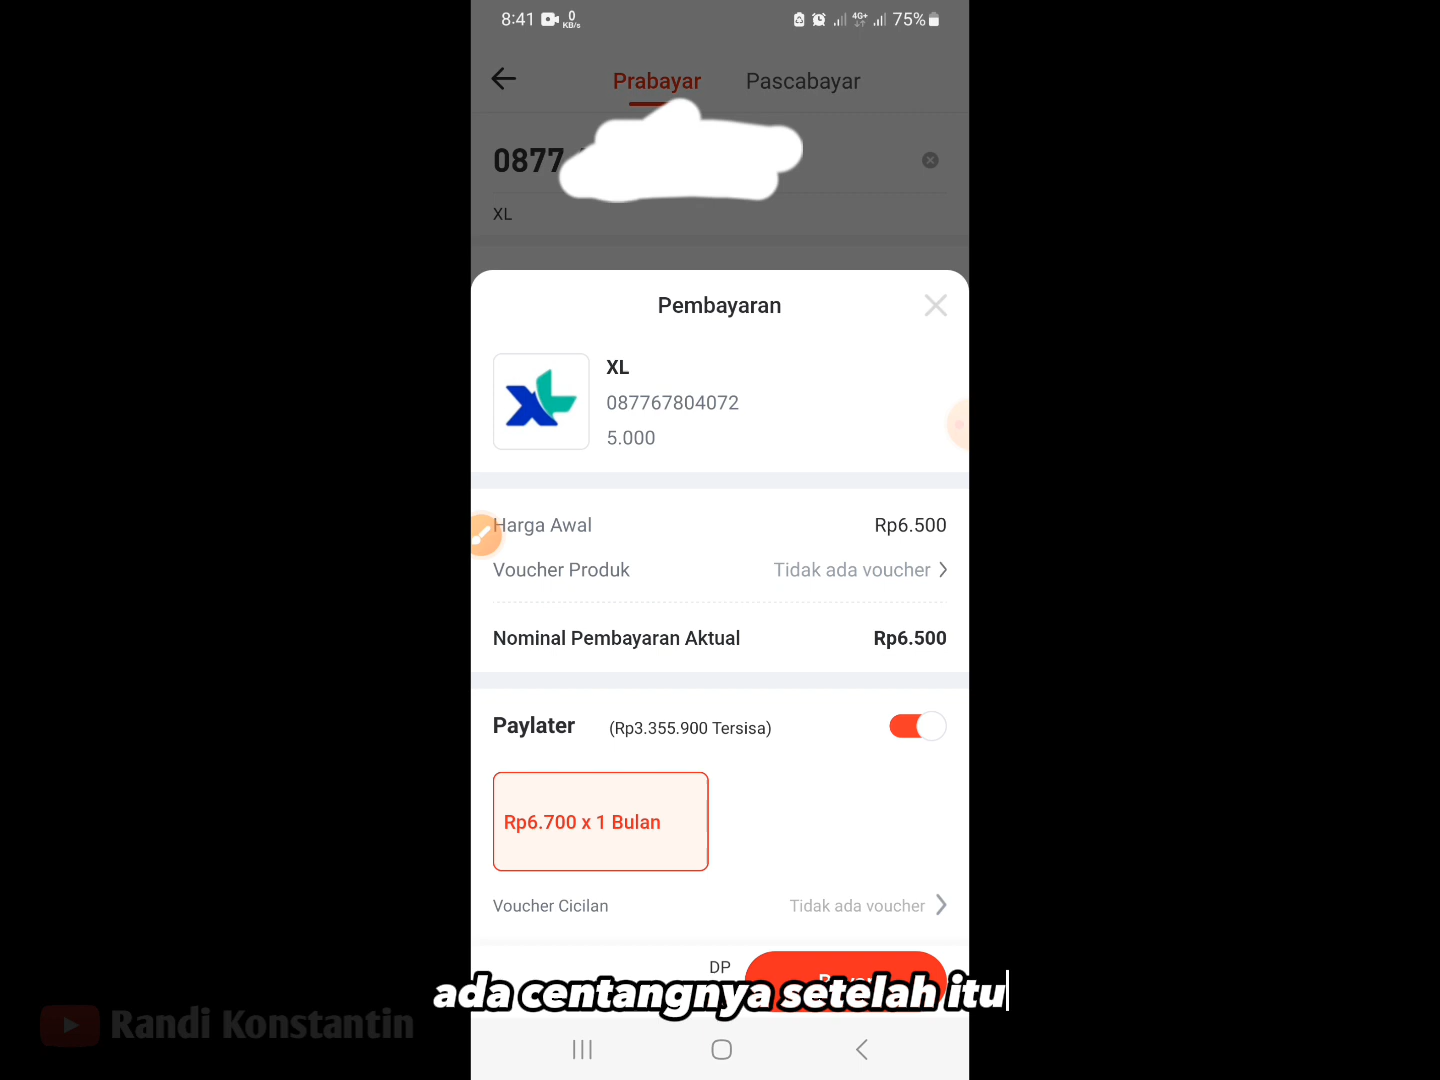 8:41 0 KB/s 4G+ 75%
Prabayar Pascabayar
0877
XL
Pembayaran
XL
XL
087767804072
5.000
Harga Awal Rp6.500
Voucher Produk Tidak ada voucher
Nominal Pembayaran Aktual Rp6.500
Paylater (Rp3.355.900 Tersisa)
Rp6.700 x 1 Bulan
Voucher Cicilan Tidak ada voucher
DP
ada centangnya setelah itu
Randi Konstantin